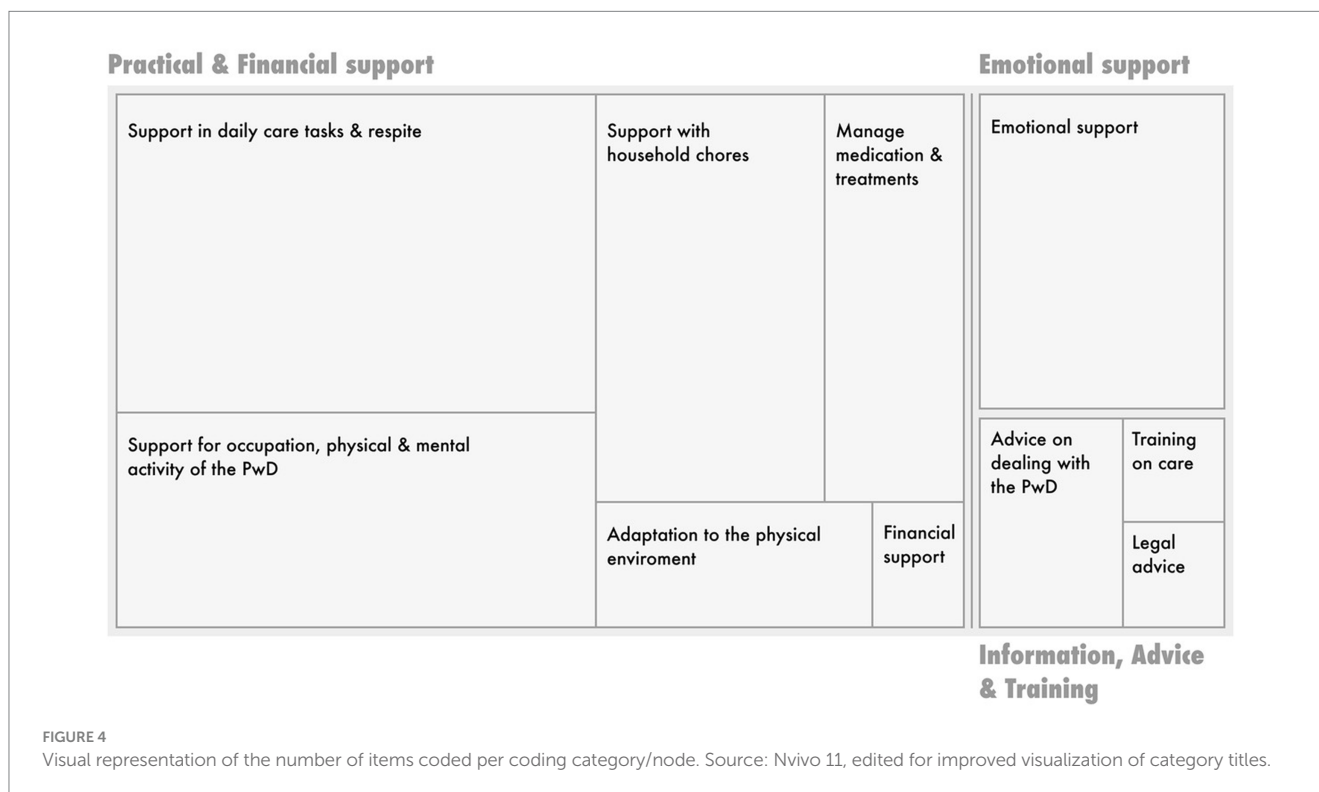 Practical & Financial support
Emotional support
Support in daily care tasks & respite
Support with
household chores
Manage
medication &
treatments
Emotional support
Support for occupation, physical & mental
activity of the PwD
Adaptation to the physical
enviroment
Financial
support
Advice on
dealing with
the PwD
Training
on care
Legal
advice
Information, Advice
& Training
FIGURE 4
Visual representation of the number of items coded per coding category/node. Source: Nvivo 11, edited for improved visualization of category titles.